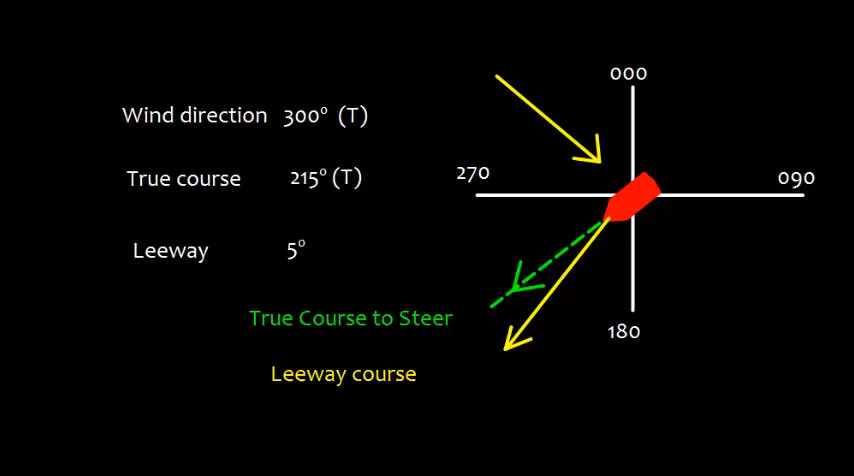 000
Wind direction 300° (T)
True course 215° (T)
270
090
Leeway 5°
True Course to Steer
180
Leeway course